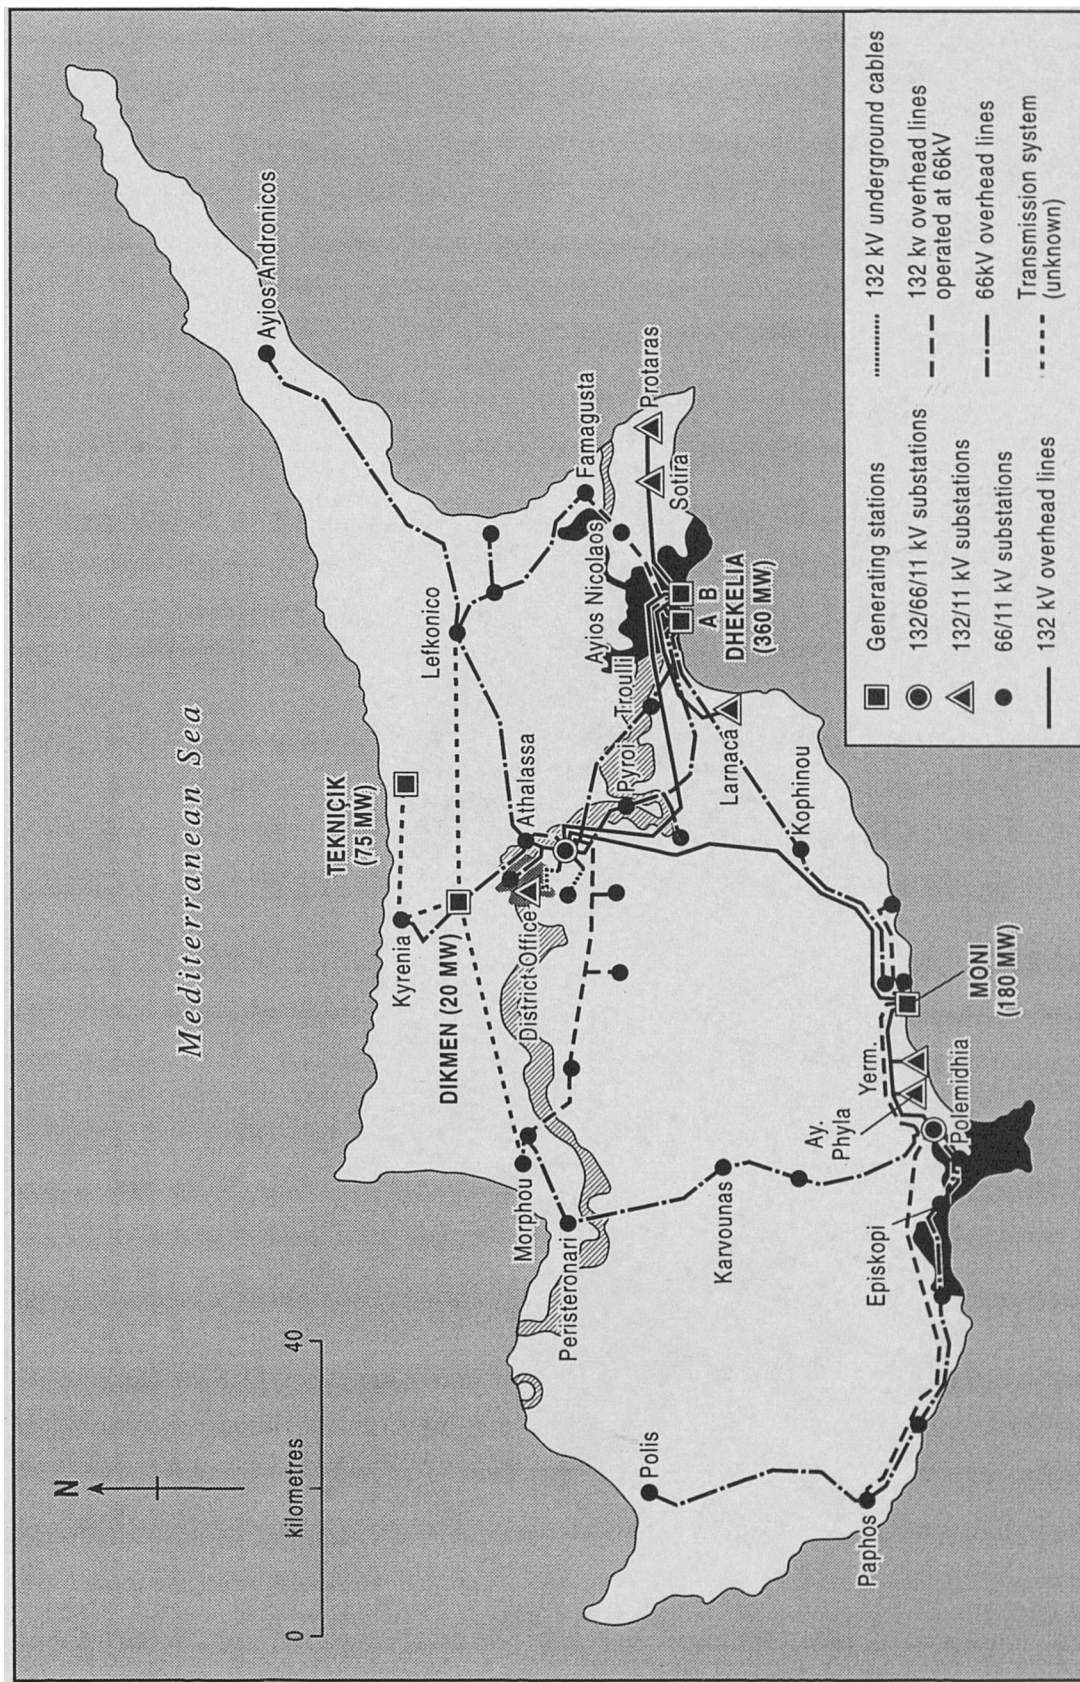 N
kilometres
0
40
Mediterranean Sea
Ayios Andronicos
TEKNIÇIK
(75 MW)
Kyrenia
Lefkonico
DIKMEN (20 MW)
Athalassa
Morphou
District Office
Famagusta
Peristeronari
Pyroi
Troulli
Ayios Nicolaos
Sotira
Protaras
Polis
A B
DHEKELIA
(360 MW)
Karvounas
Larnaca
Kophinou
Paphos
Episkopi
Ay.
Phyla
Yerm.
Polemidhia
MONI
(180 MW)
Generating stations
132/66/11 kV substations
132/11 kV substations
66/11 kV substations
132 kV overhead lines
132 kV underground cables
132 kv overhead lines
operated at 66kV
66kV overhead lines
Transmission system
(unknown)